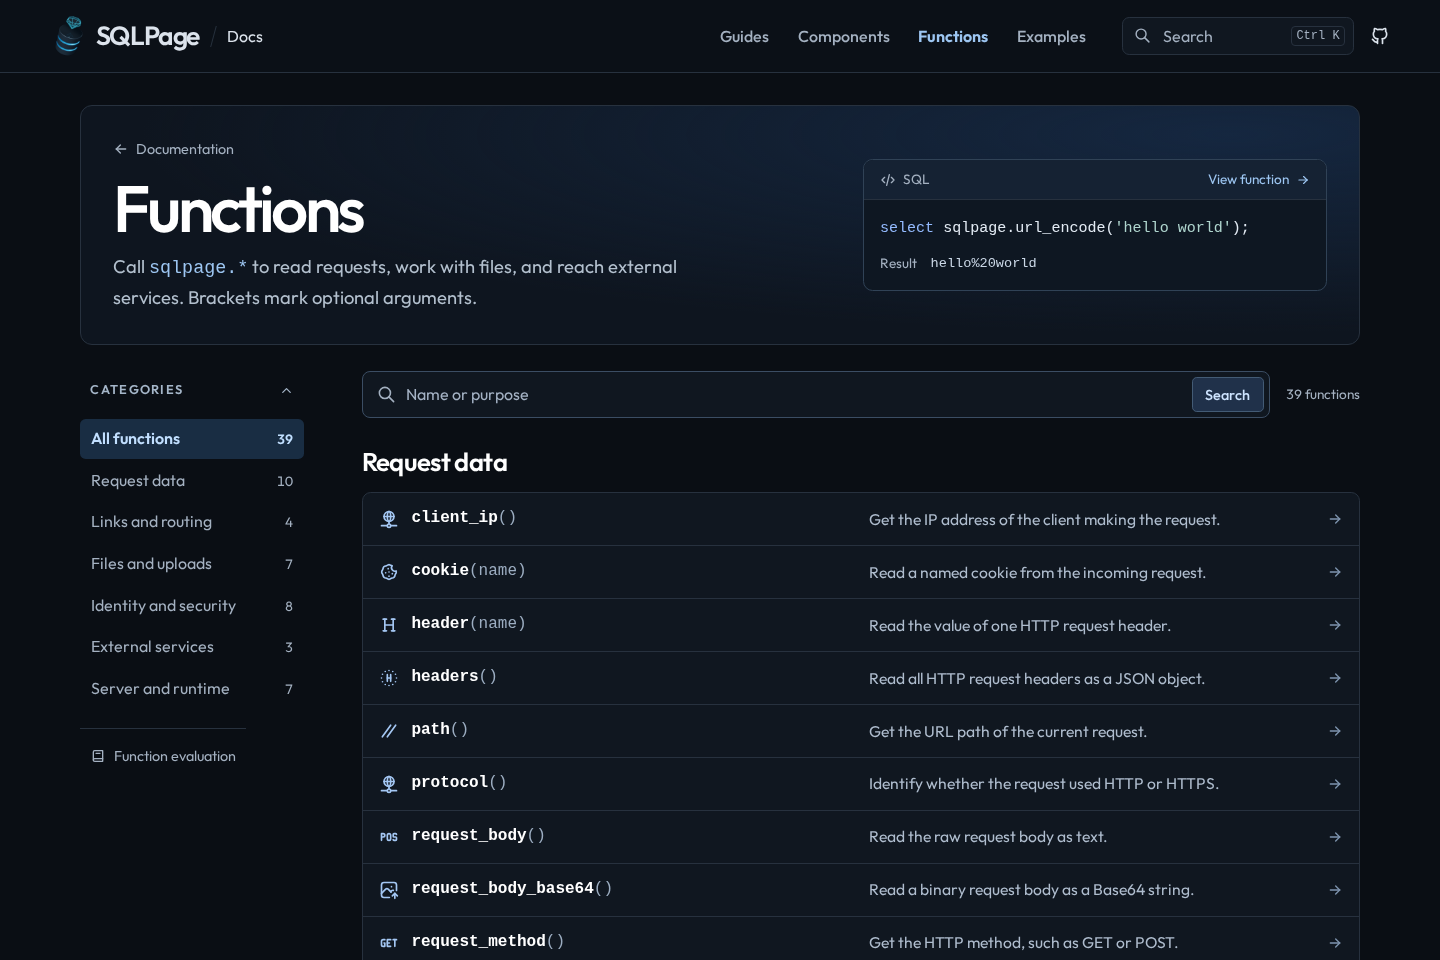 SQLPage / Docs
Guides Components Functions Examples Search Ctrl K
← Documentation
Functions
Call sqlpage.* to read requests, work with files, and reach external
services. Brackets mark optional arguments.
SQL View function →
select sqlpage.url_encode('hello world');
Result hello%20world
CATEGORIES
All functions 39
Request data 10
Links and routing 4
Files and uploads 7
Identity and security 8
External services 3
Server and runtime 7
Function evaluation
Name or purpose Search 39 functions
Request data
client_ip() Get the IP address of the client making the request. →
cookie(name) Read a named cookie from the incoming request. →
header(name) Read the value of one HTTP request header. →
headers() Read all HTTP request headers as a JSON object. →
path() Get the URL path of the current request. →
protocol() Identify whether the request used HTTP or HTTPS. →
POS request_body() Read the raw request body as text. →
request_body_base64() Read a binary request body as a Base64 string. →
GET request_method() Get the HTTP method, such as GET or POST. →